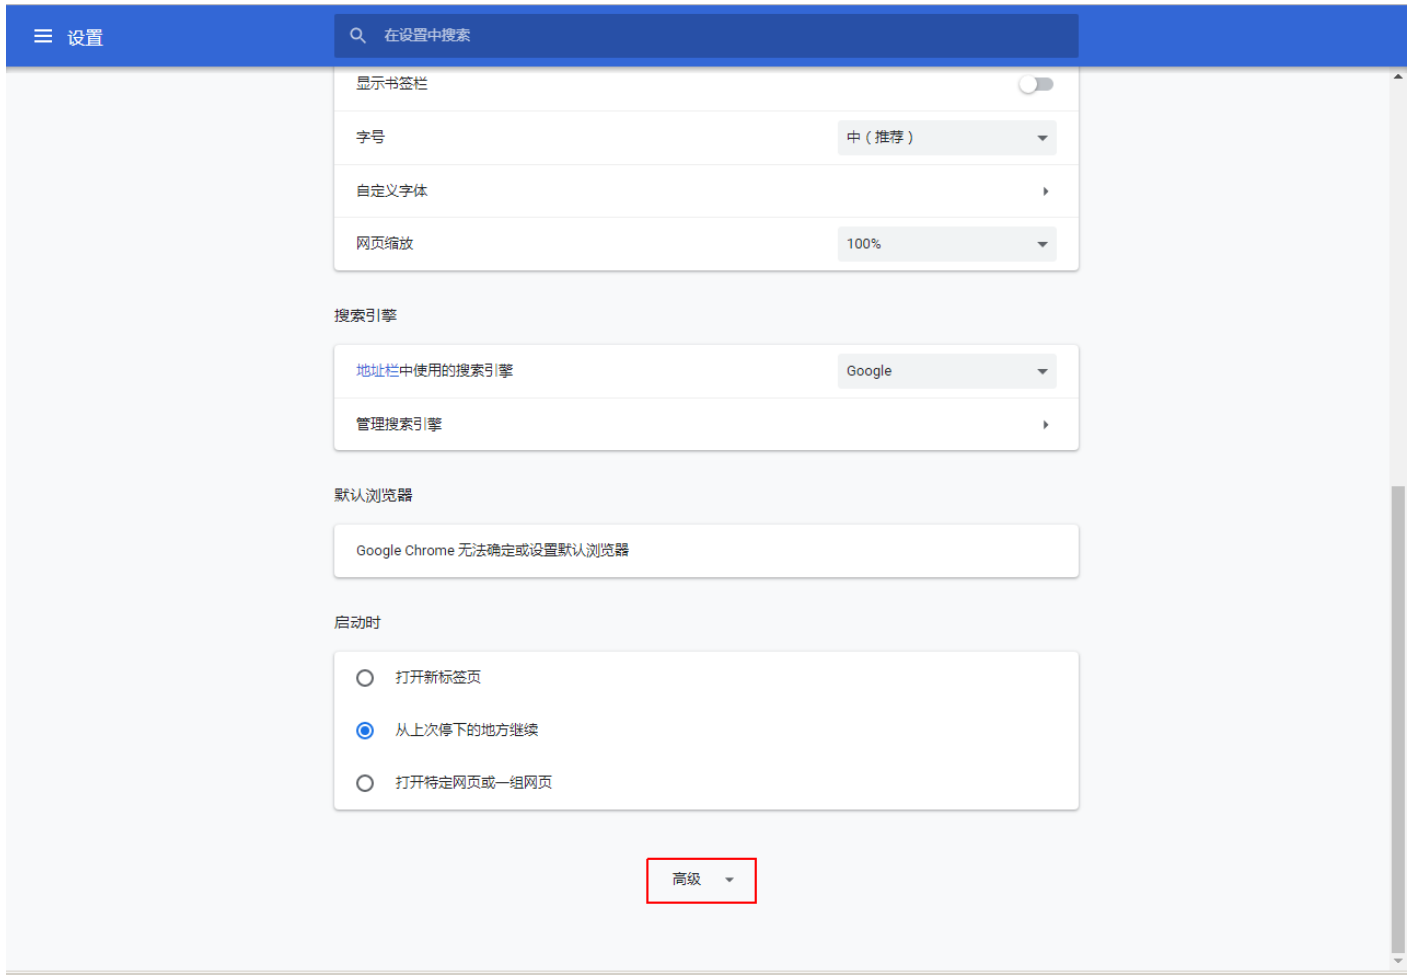 设置
在设置中搜索
显示书签栏
字号
中（推荐）
自定义字体
网页缩放
100%
搜索引擎
地址栏中使用的搜索引擎
Google
管理搜索引擎
默认浏览器
Google Chrome 无法确定或设置默认浏览器
启动时
打开新标签页
从上次停下的地方继续
打开特定网页或一组网页
高级